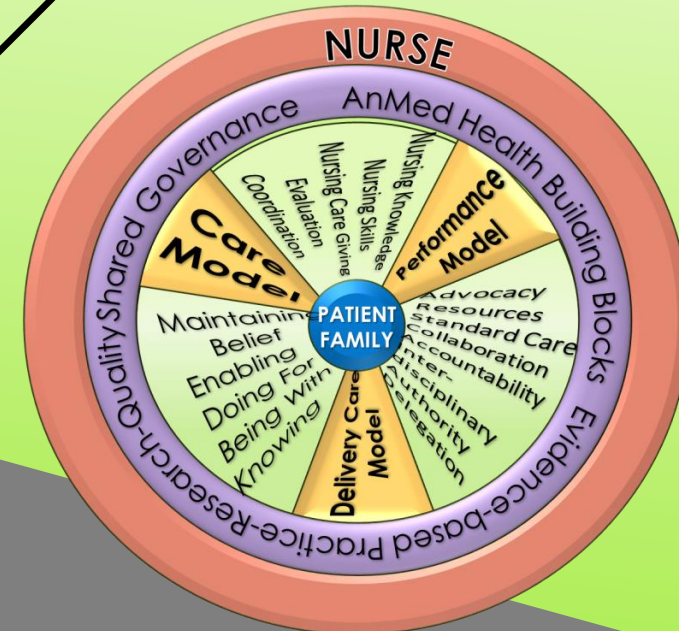 NURSE
AnMed Health Building Blocks
Evidence-based Practice-Research-Quality
Shared Governance
Care
Model
Coordination
Evaluation
Nursing Care Giving
Nursing Skills
Nursing Knowledge
Performance
Model
PATIENT
FAMILY
Advocacy
Resources
Standard Care
Collaboration
Accountability
Inter-
disciplinary
Authority
Delegation
Delivery Care
Model
Maintaining
Belief
Enabling
Doing For
Being With
Knowing